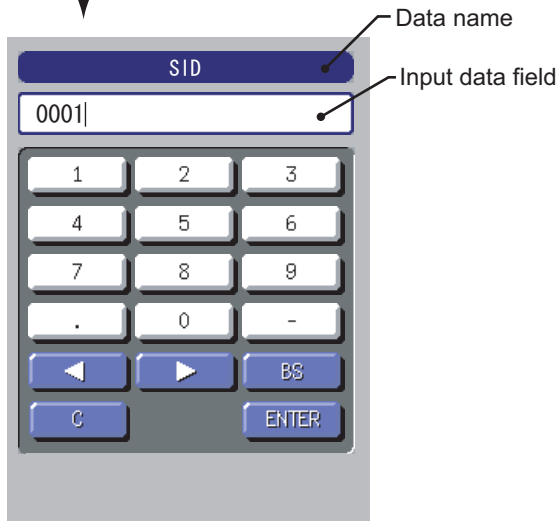 Data name
SID
Input data field
0001
1 2 3
4 5 6
7 8 9
. 0 -
BS
C ENTER